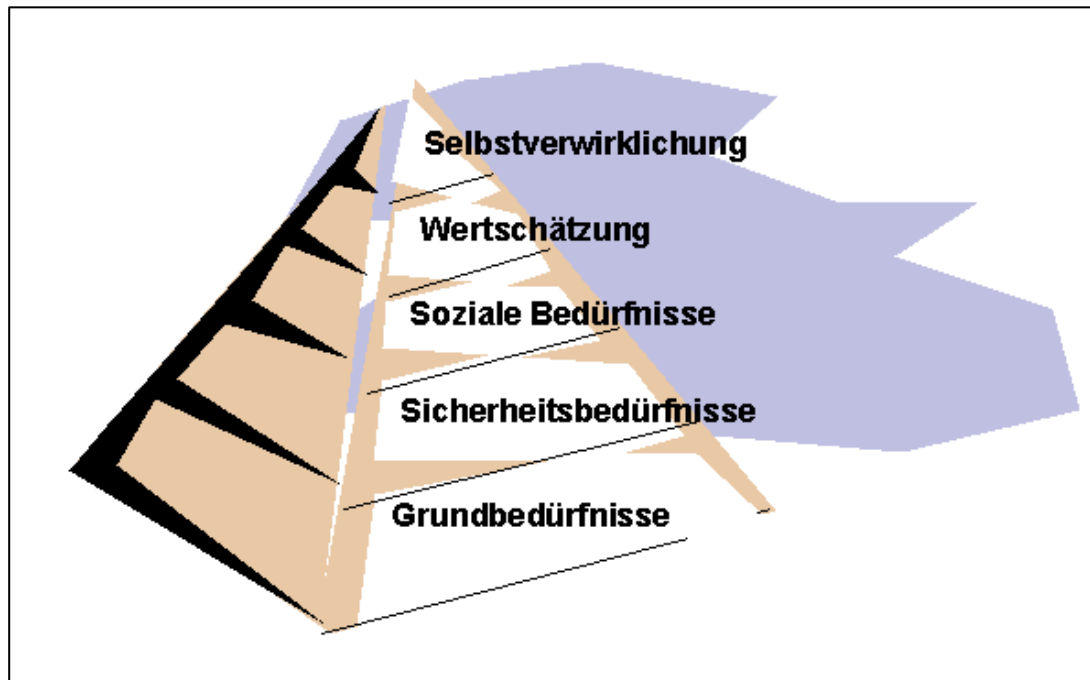 Selbstverwirklichung
Wertschätzung
Soziale Bedürfnisse
Sicherheitsbedürfnisse
Grundbedürfnisse